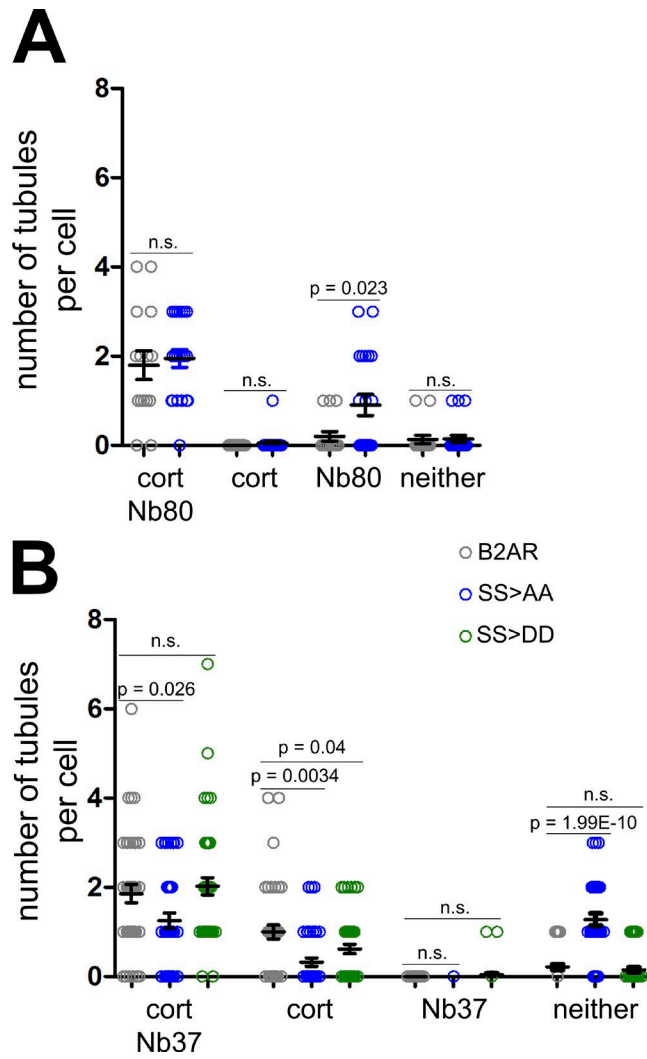 A
number of tubules
per cell
8
6
4
2
0
n.s.
n.s.
p = 0.023
n.s.
cort
Nb80
cort
Nb80
neither
B
B2AR
SS>AA
SS>DD
number of tubules
per cell
8
6
4
2
0
n.s.
p = 0.026
p = 0.04
p = 0.0034
n.s.
n.s.
n.s.
p = 1.99E-10
cort
Nb37
cort
Nb37
neither